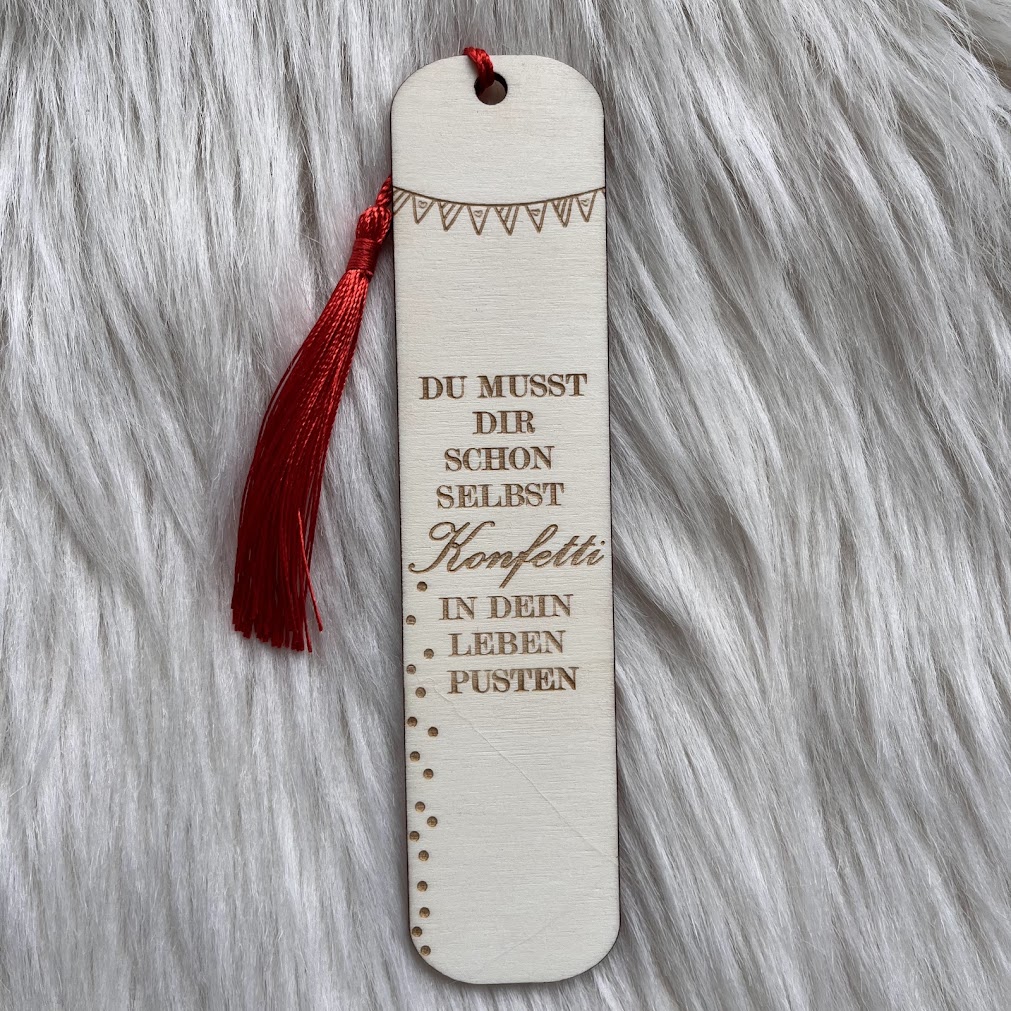 DU MUSST
DIR
SCHON
SELBST
Konfetti
IN DEIN
LEBEN
PUSTEN